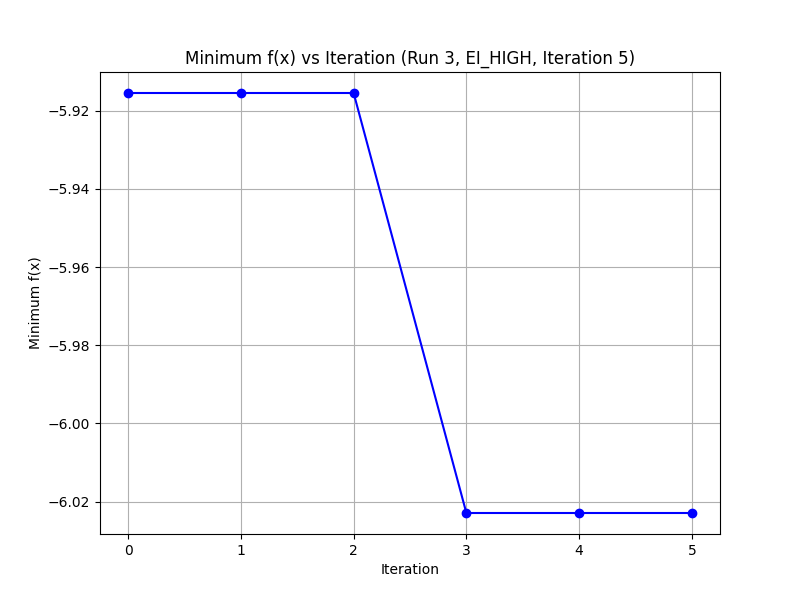 Minimum f(x) vs Iteration (Run 3, EI_HIGH, Iteration 5)
Minimum f(x)
−5.92
−5.94
−5.96
−5.98
−6.00
−6.02
0 1 2 3 4 5
Iteration